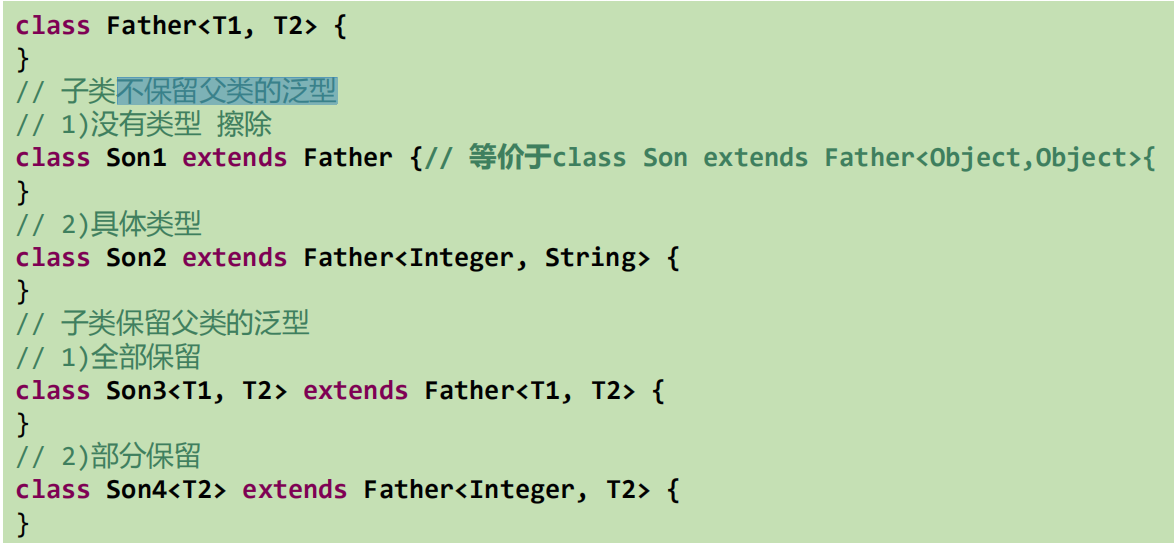 class Father<T1, T2> {
}
// 子类不保留父类的泛型
// 1)没有类型 擦除
class Son1 extends Father {// 等价于class Son extends Father<Object,Object>{
}
// 2)具体类型
class Son2 extends Father<Integer, String> {
}
// 子类保留父类的泛型
// 1)全部保留
class Son3<T1, T2> extends Father<T1, T2> {
}
// 2)部分保留
class Son4<T2> extends Father<Integer, T2> {
}